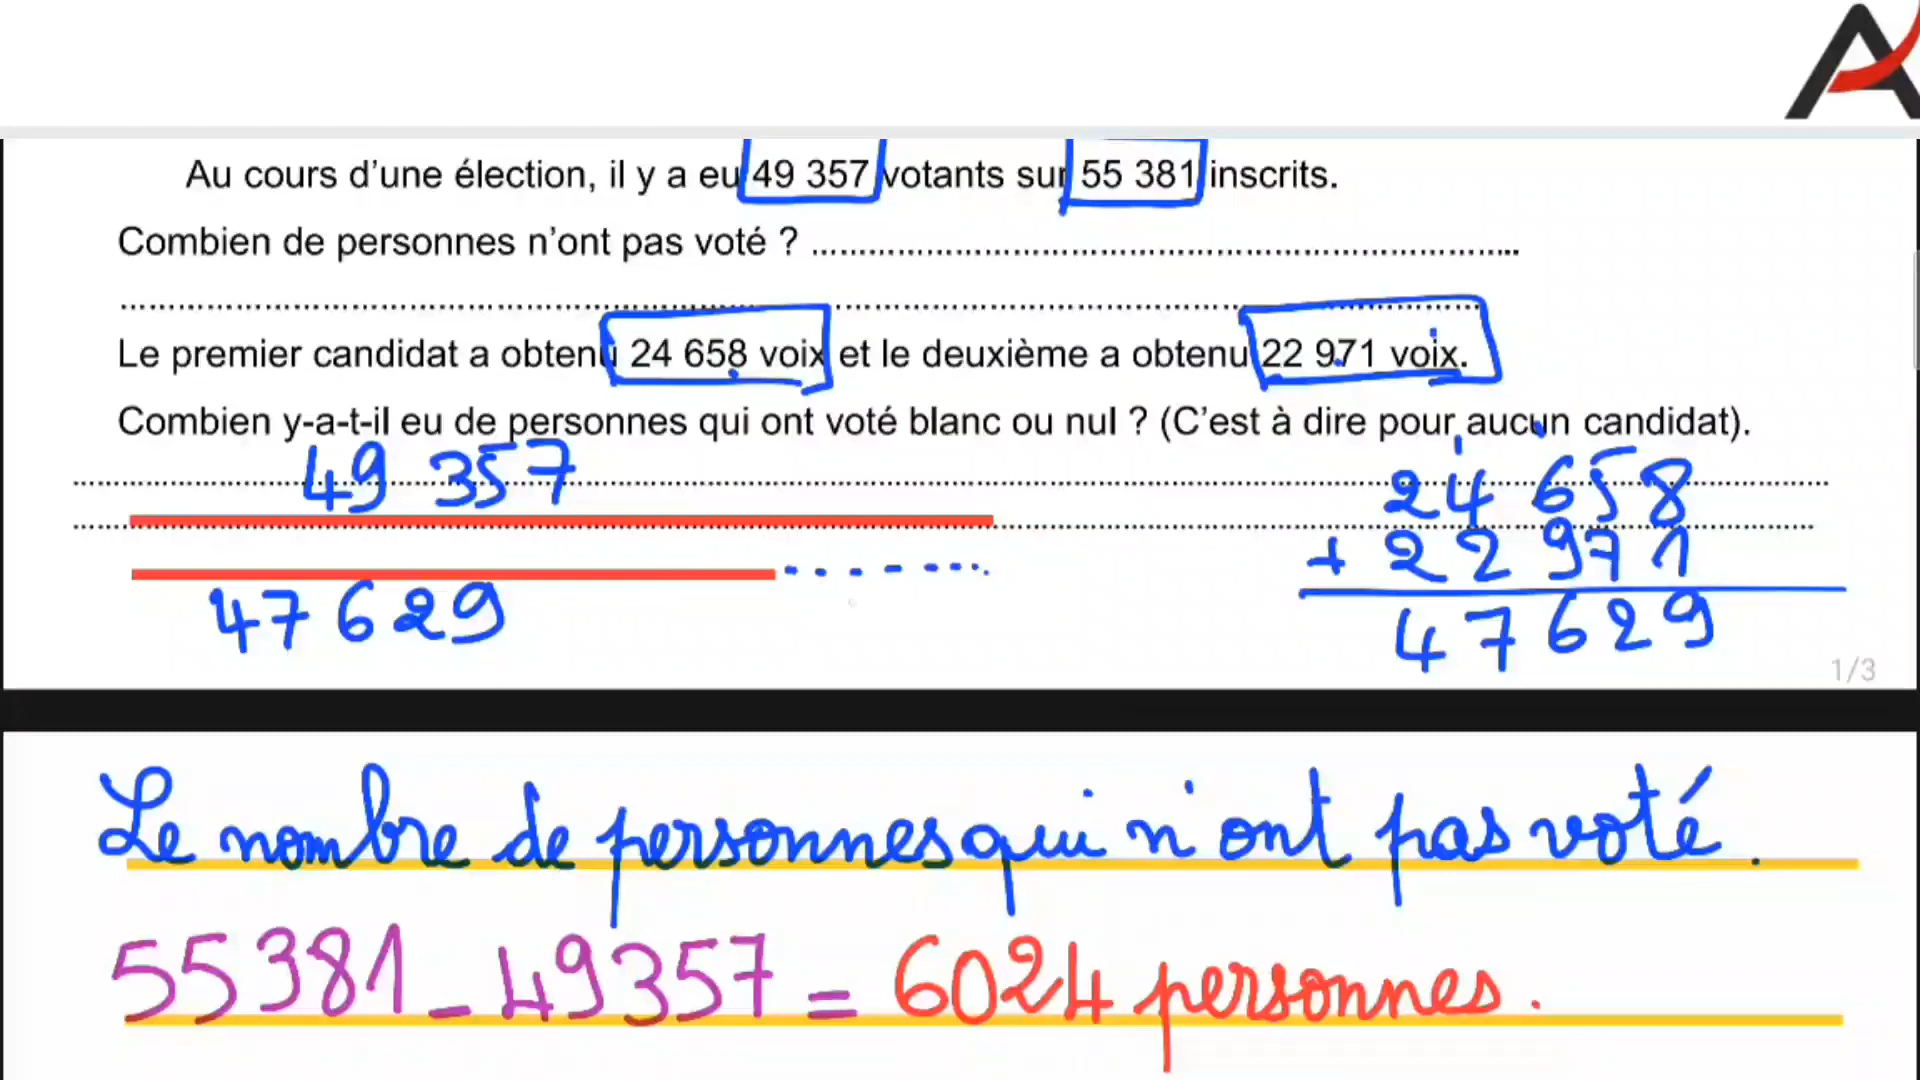 Au cours d'une élection, il y a eu 49 357 votants sur 55 381 inscrits.
Combien de personnes n'ont pas voté ? ...............................................................................
...............................................................................................................................
Le premier candidat a obtenu 24 658 voix et le deuxième a obtenu 22 971 voix.
Combien y-a-t-il eu de personnes qui ont voté blanc ou nul ? (C'est à dire pour aucun candidat).
49 357
47 629
1 1
24 658
+ 22 971
47 629
1/3
Le nombre de personnes qui n'ont pas voté.
55381 - 49357 = 6024 personnes.